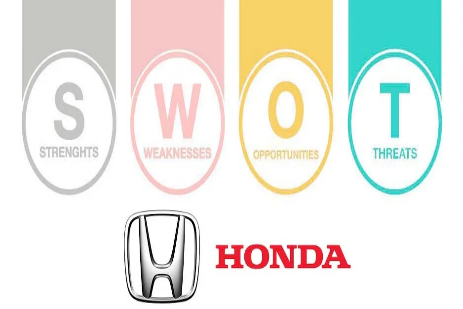 S W O T
STRENGHTS WEAKNESSES OPPORTUNITIES THREATS
HONDA